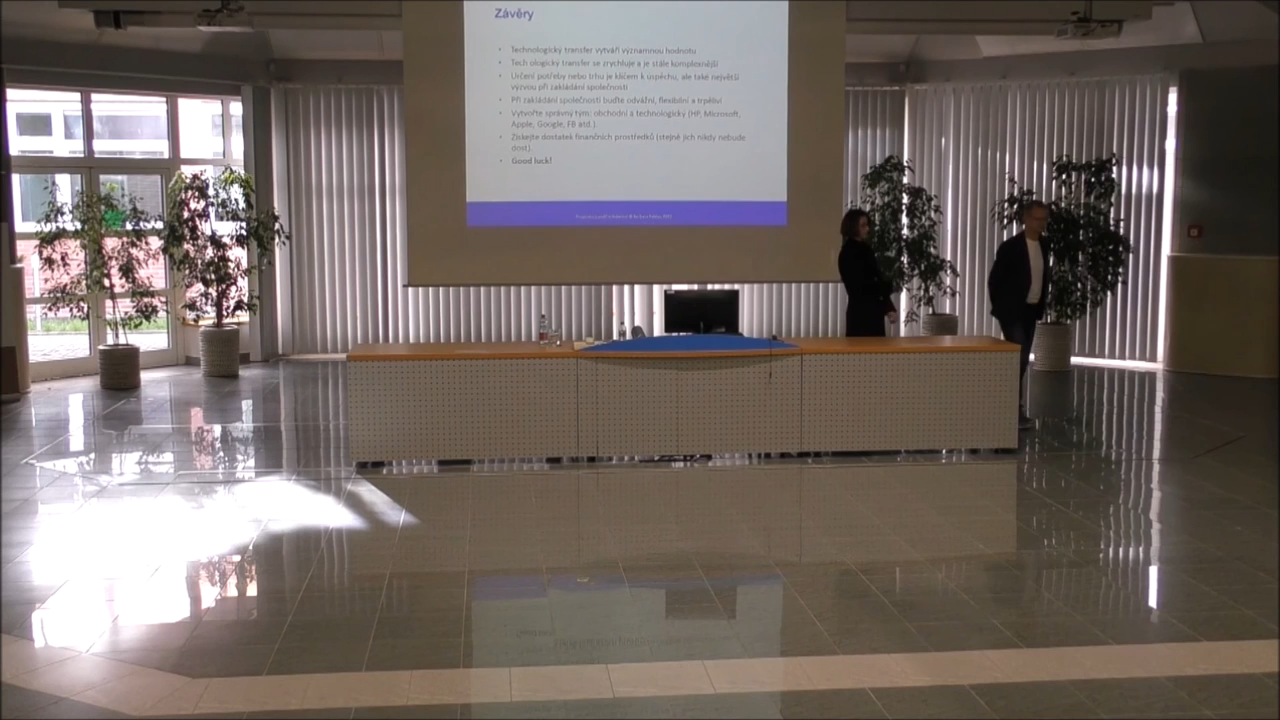 Závěry
• Technologický transfer vytváří významnou hodnotu
• Tech ologicky transfer se zrychluje a je stále komplexnější
• Určení potřeby nebo trhu je klíčem k úspěchu, ale také největší
výzvou při zakládání společnosti
• Při zakládání společnosti buďte odvážní, flexibilní a trpěliví
• Vytvořte správný tým: obchodní a technologický (HP, Microsoft,
Apple, Google, FB atd.).
• Získejte dostatek finančních prostředků (stejně jich nikdy nebude
dost).
• Good luck!